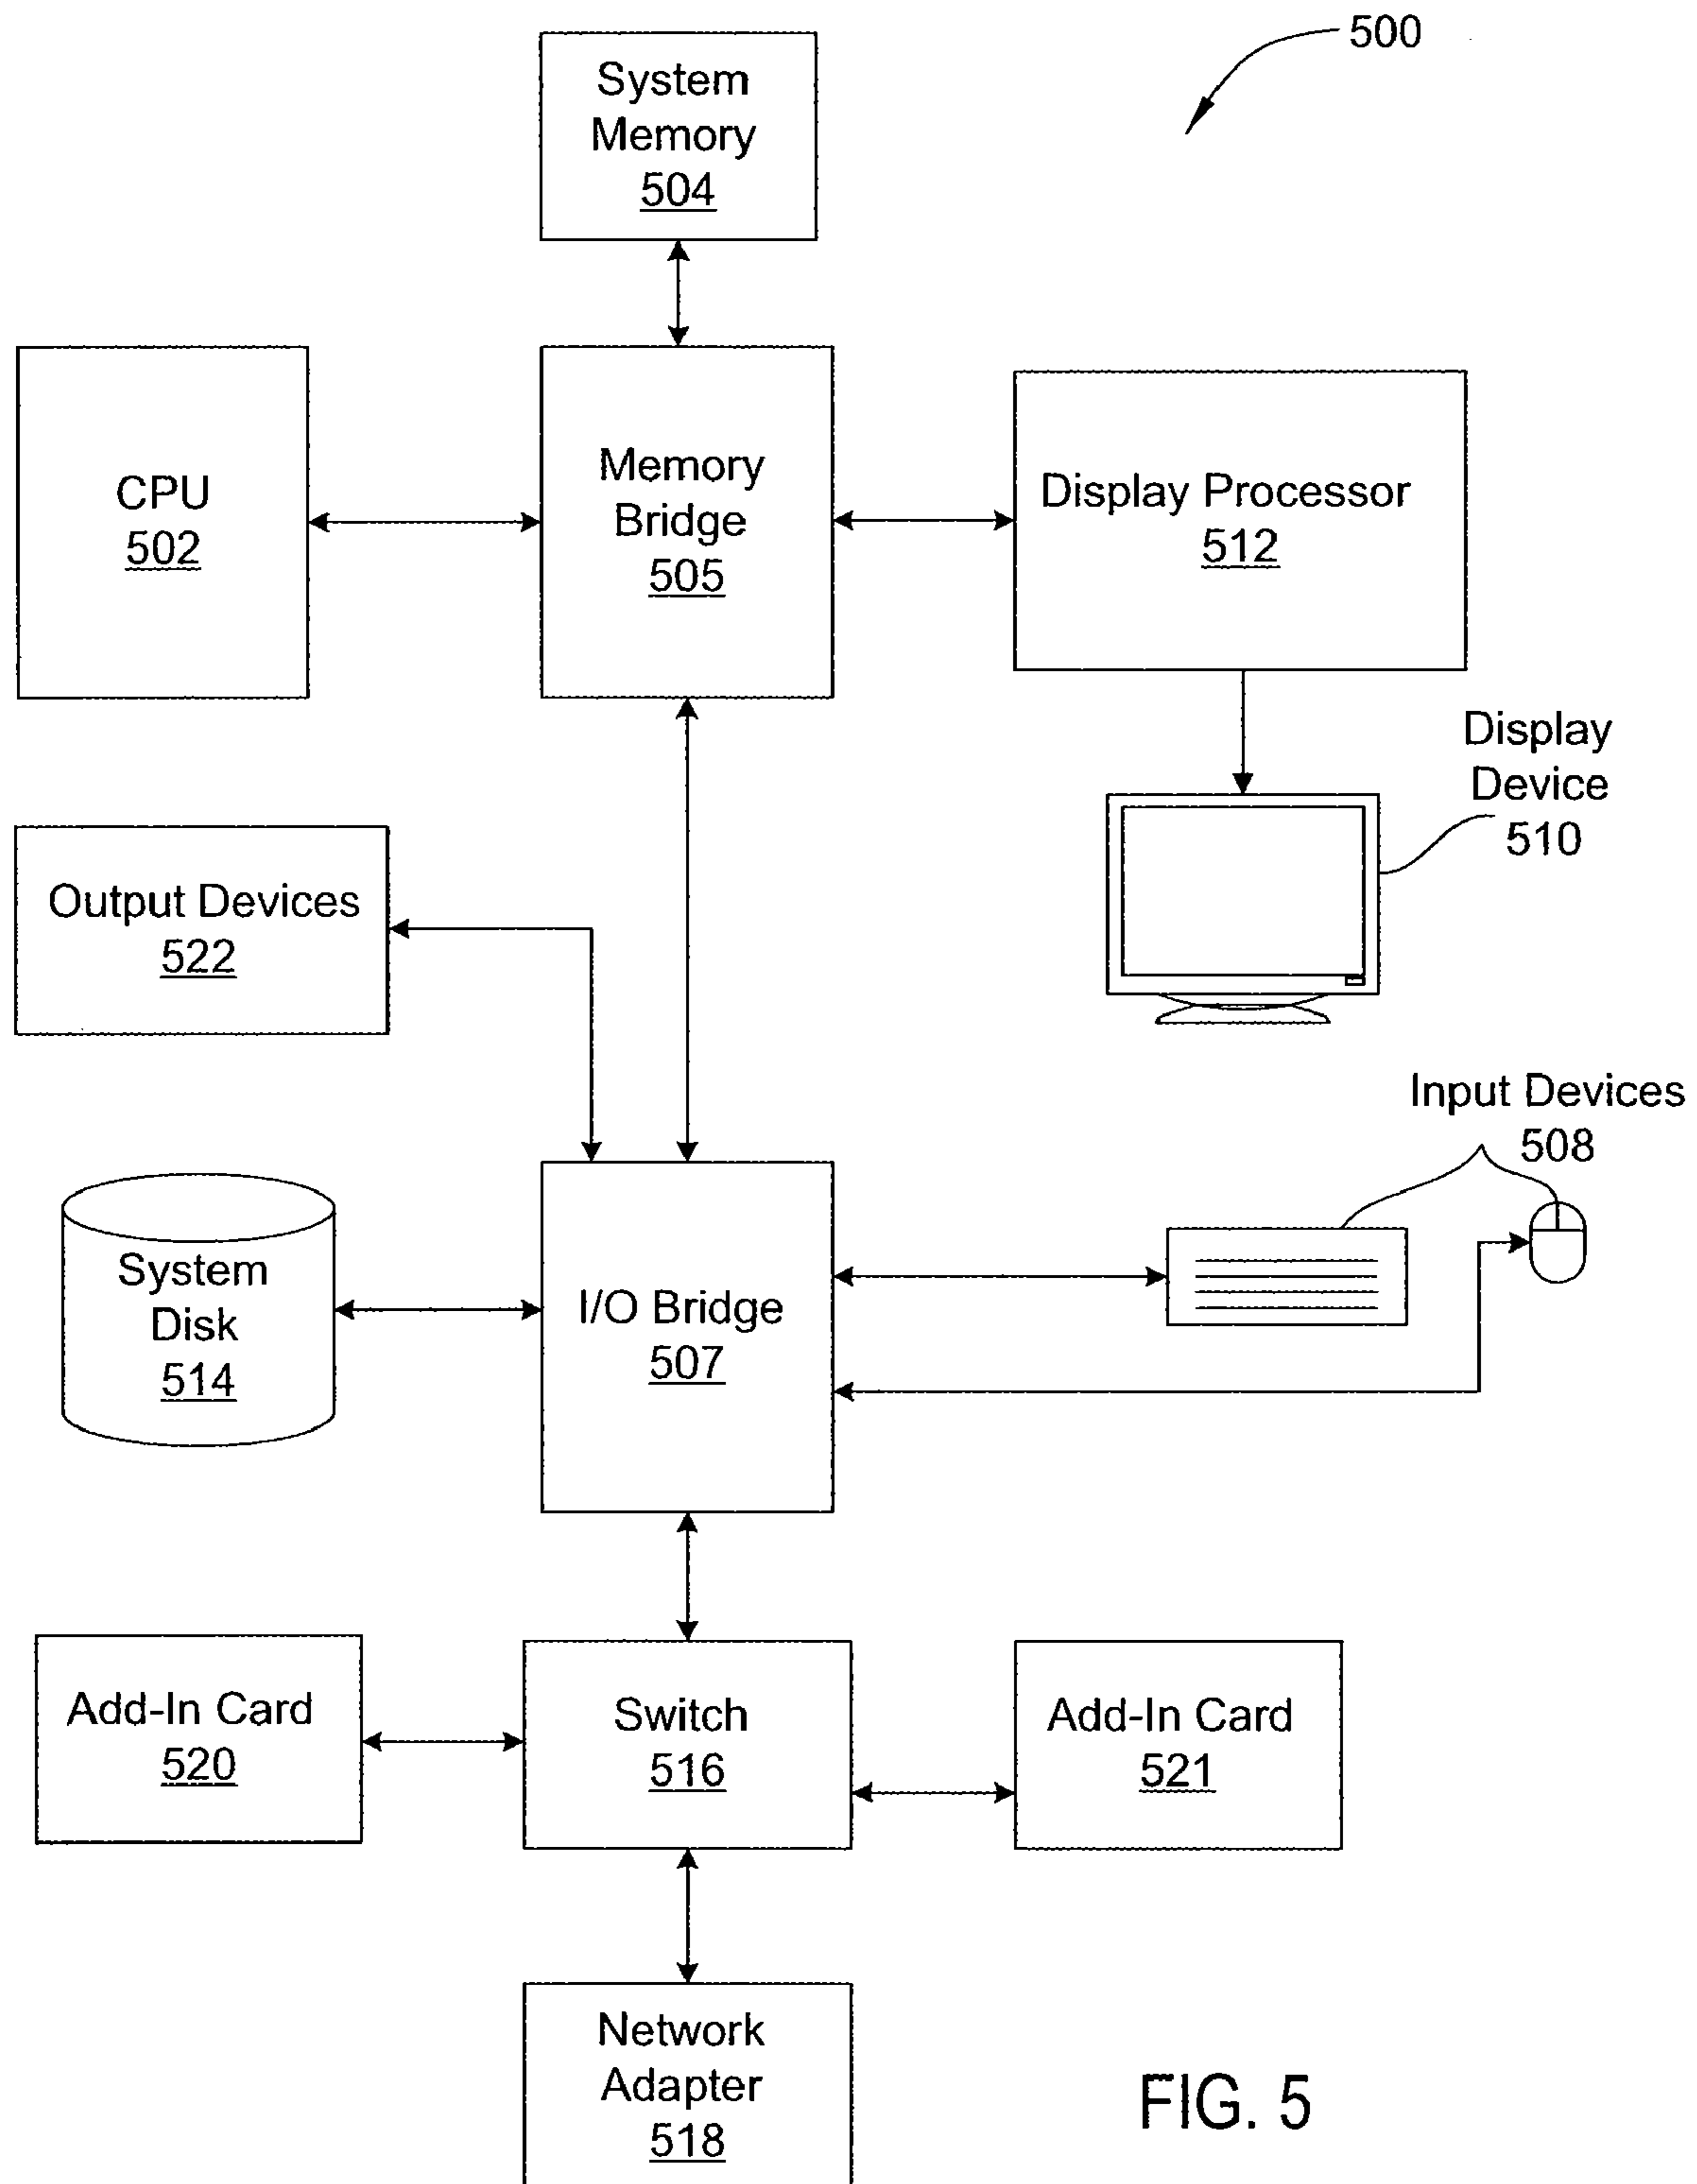 500
System
Memory
504
CPU
502
Memory
Bridge
505
Display Processor
512
Display
Device
510
Output Devices
522
Input Devices
508
System
Disk
514
I/O Bridge
507
Add-In Card
520
Switch
516
Add-In Card
521
Network
Adapter
518
FIG. 5